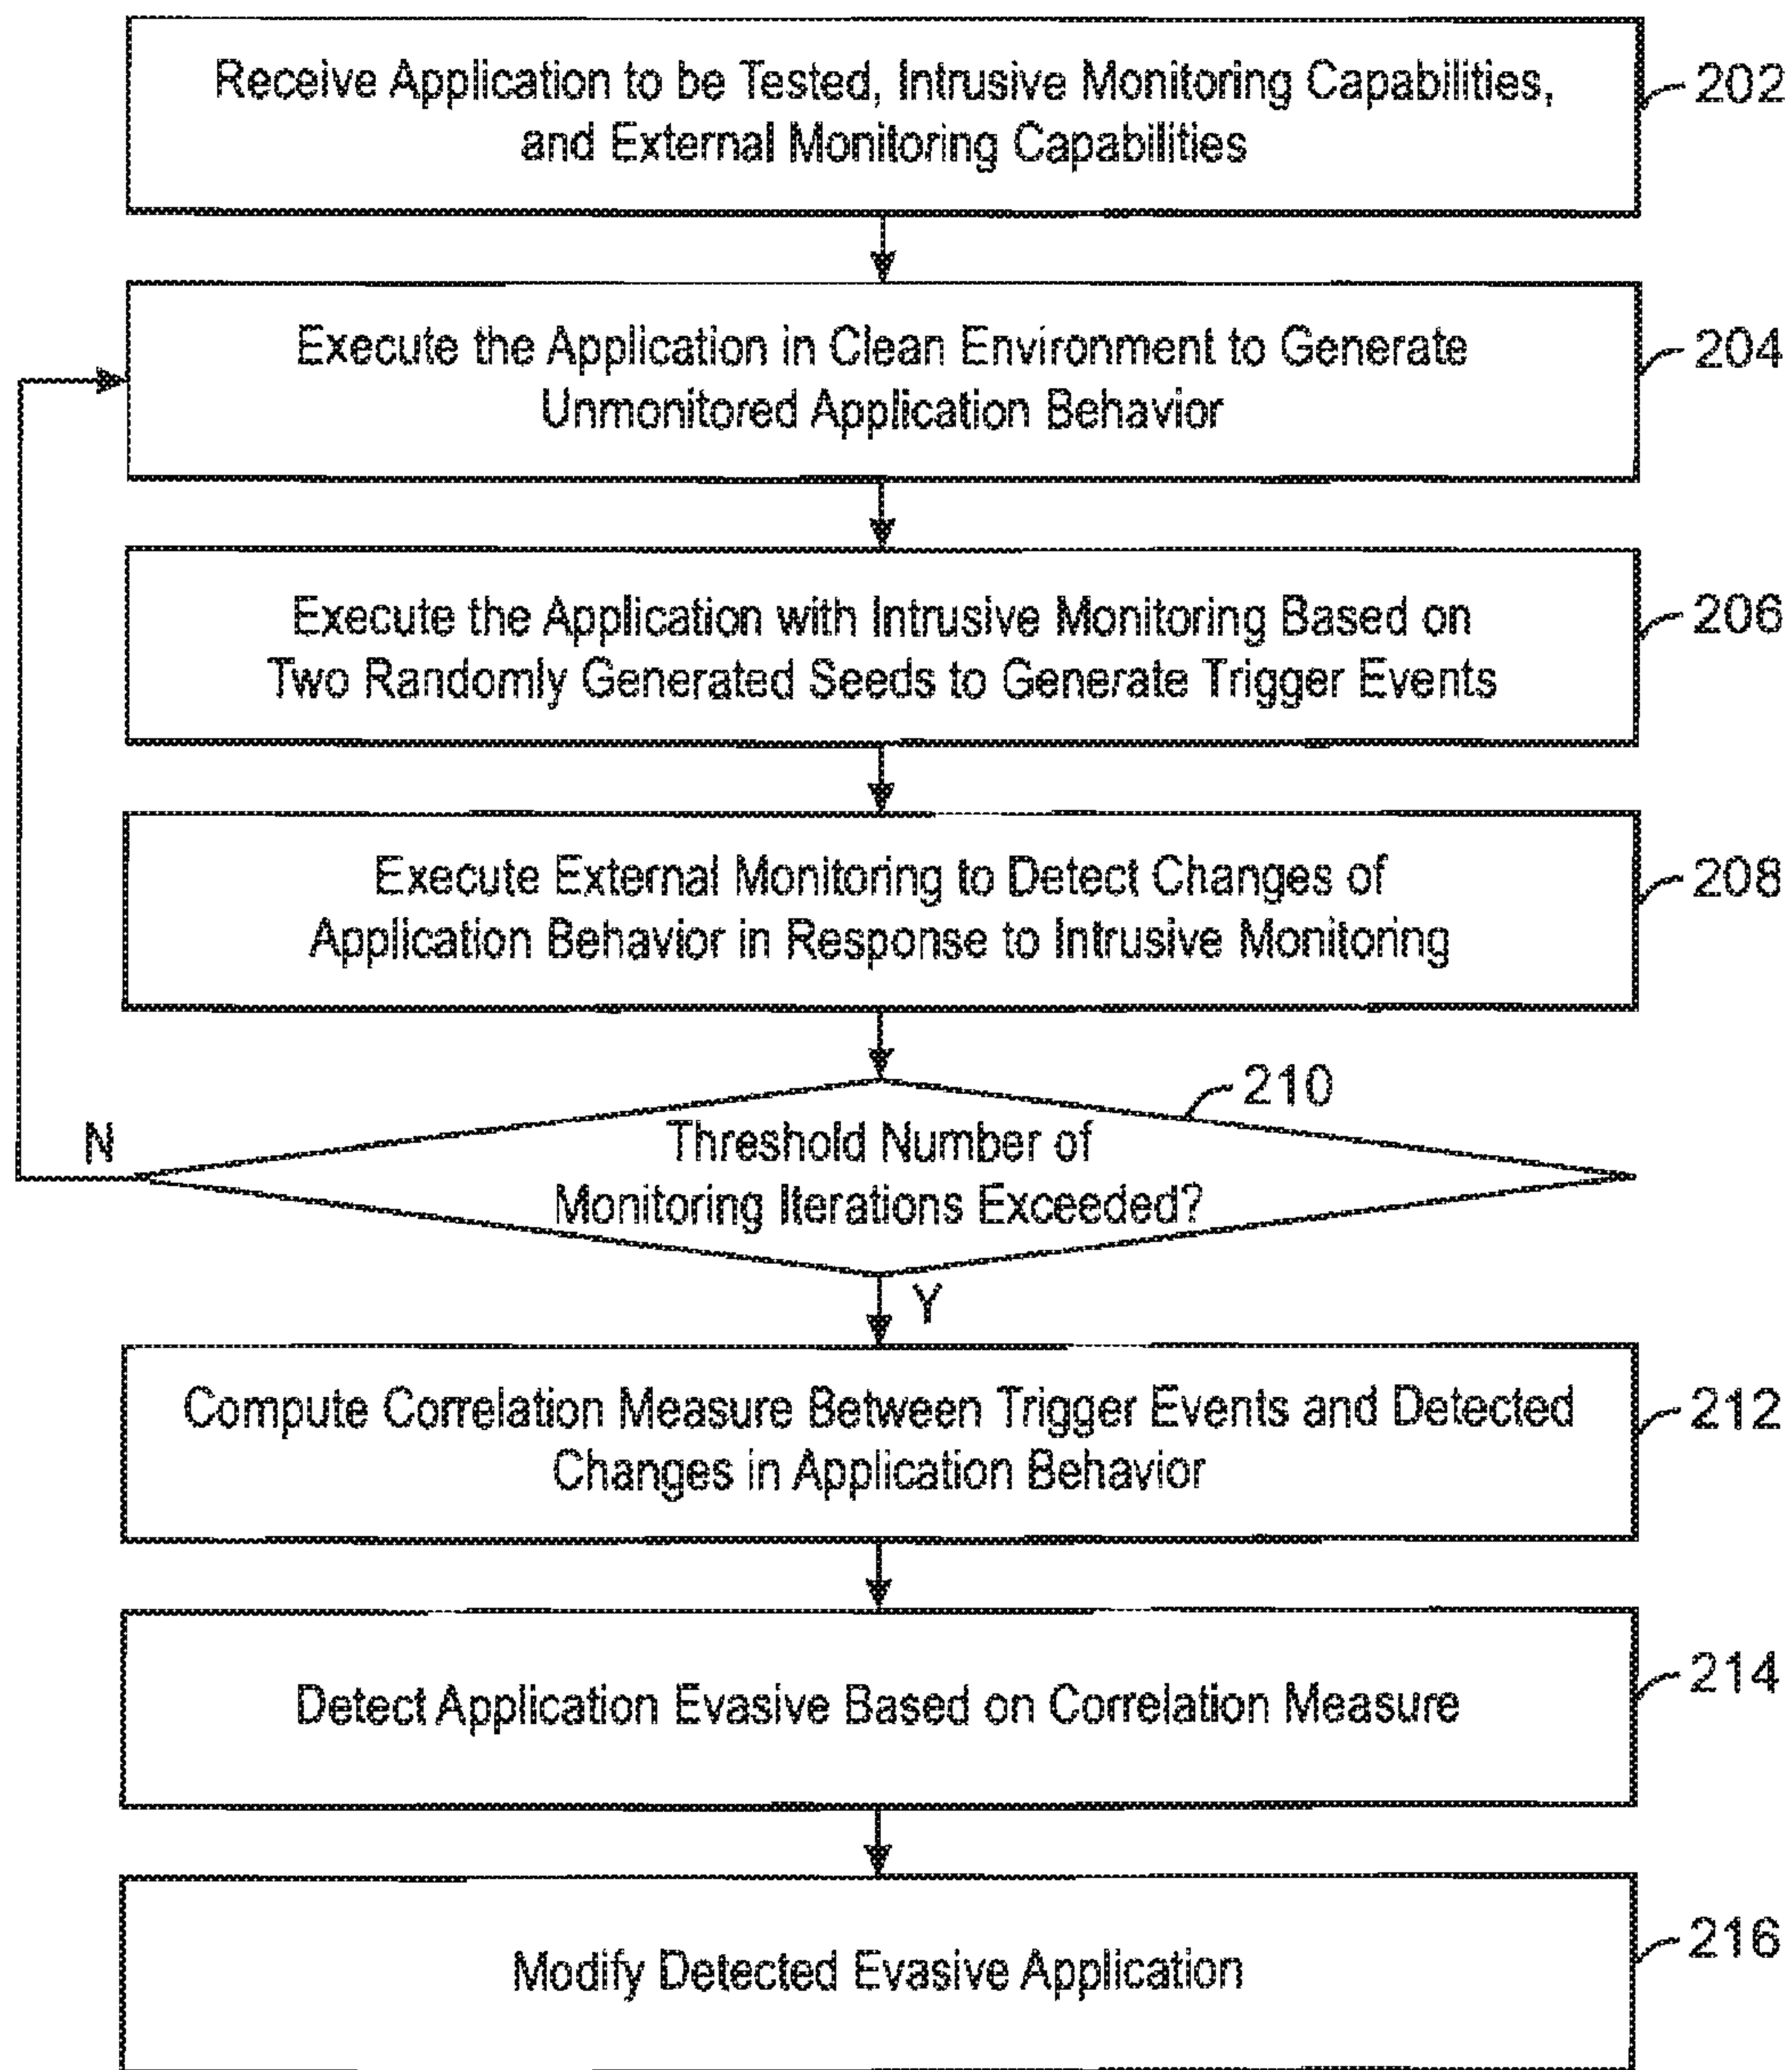 Receive Application to be Tested, Intrusive Monitoring Capabilities,
and External Monitoring Capabilities
202
Execute the Application in Clean Environment to Generate
Unmonitored Application Behavior
204
Execute the Application with Intrusive Monitoring Based on
Two Randomly Generated Seeds to Generate Trigger Events
206
Execute External Monitoring to Detect Changes of
Application Behavior in Response to Intrusive Monitoring
208
210
Threshold Number of
Monitoring Iterations Exceeded?
N
Y
Compute Correlation Measure Between Trigger Events and Detected
Changes in Application Behavior
212
Detect Application Evasive Based on Correlation Measure
214
Modify Detected Evasive Application
216